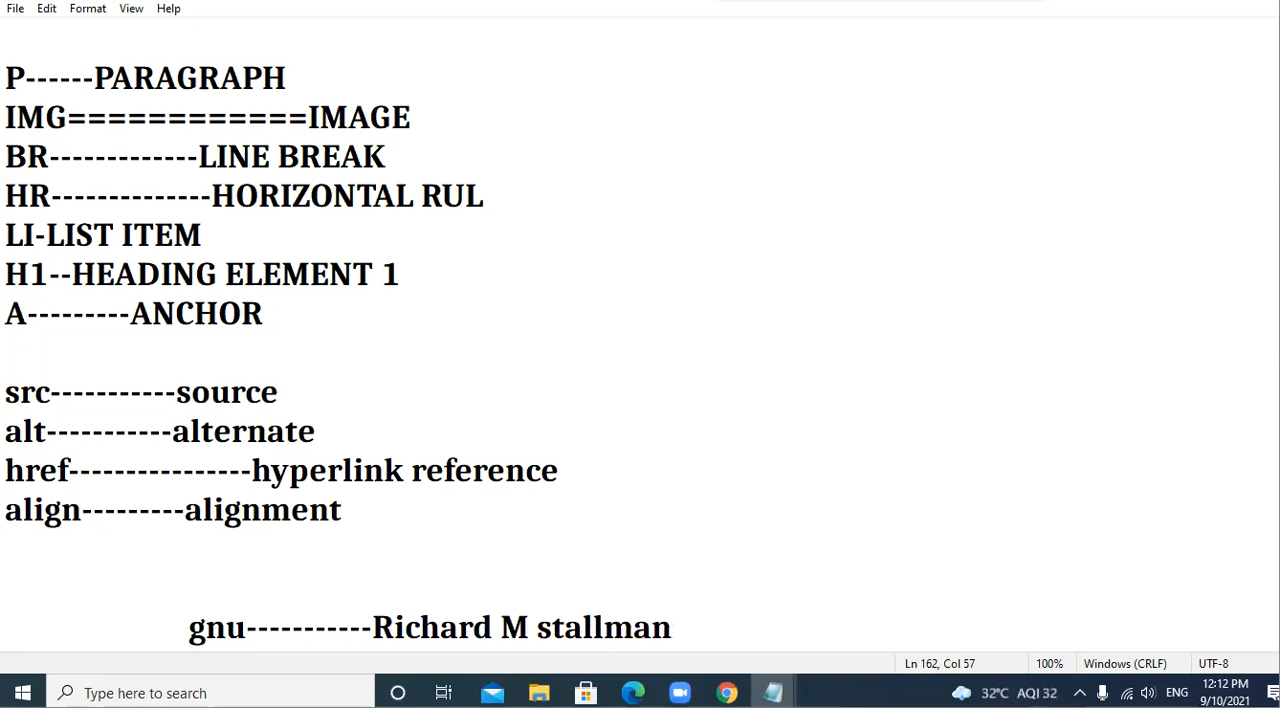 File Edit Format View Help
P------PARAGRAPH
IMG============IMAGE
BR-------------LINE BREAK
HR--------------HORIZONTAL RUL
LI-LIST ITEM
H1--HEADING ELEMENT 1
A---------ANCHOR
src-----------source
alt-----------alternate
href----------------hyperlink reference
align---------alignment
gnu-----------Richard M stallman
Ln 162, Col 57 100% Windows (CRLF) UTF-8
Type here to search 32°C AQI 32 ENG 12:12 PM
9/10/2021